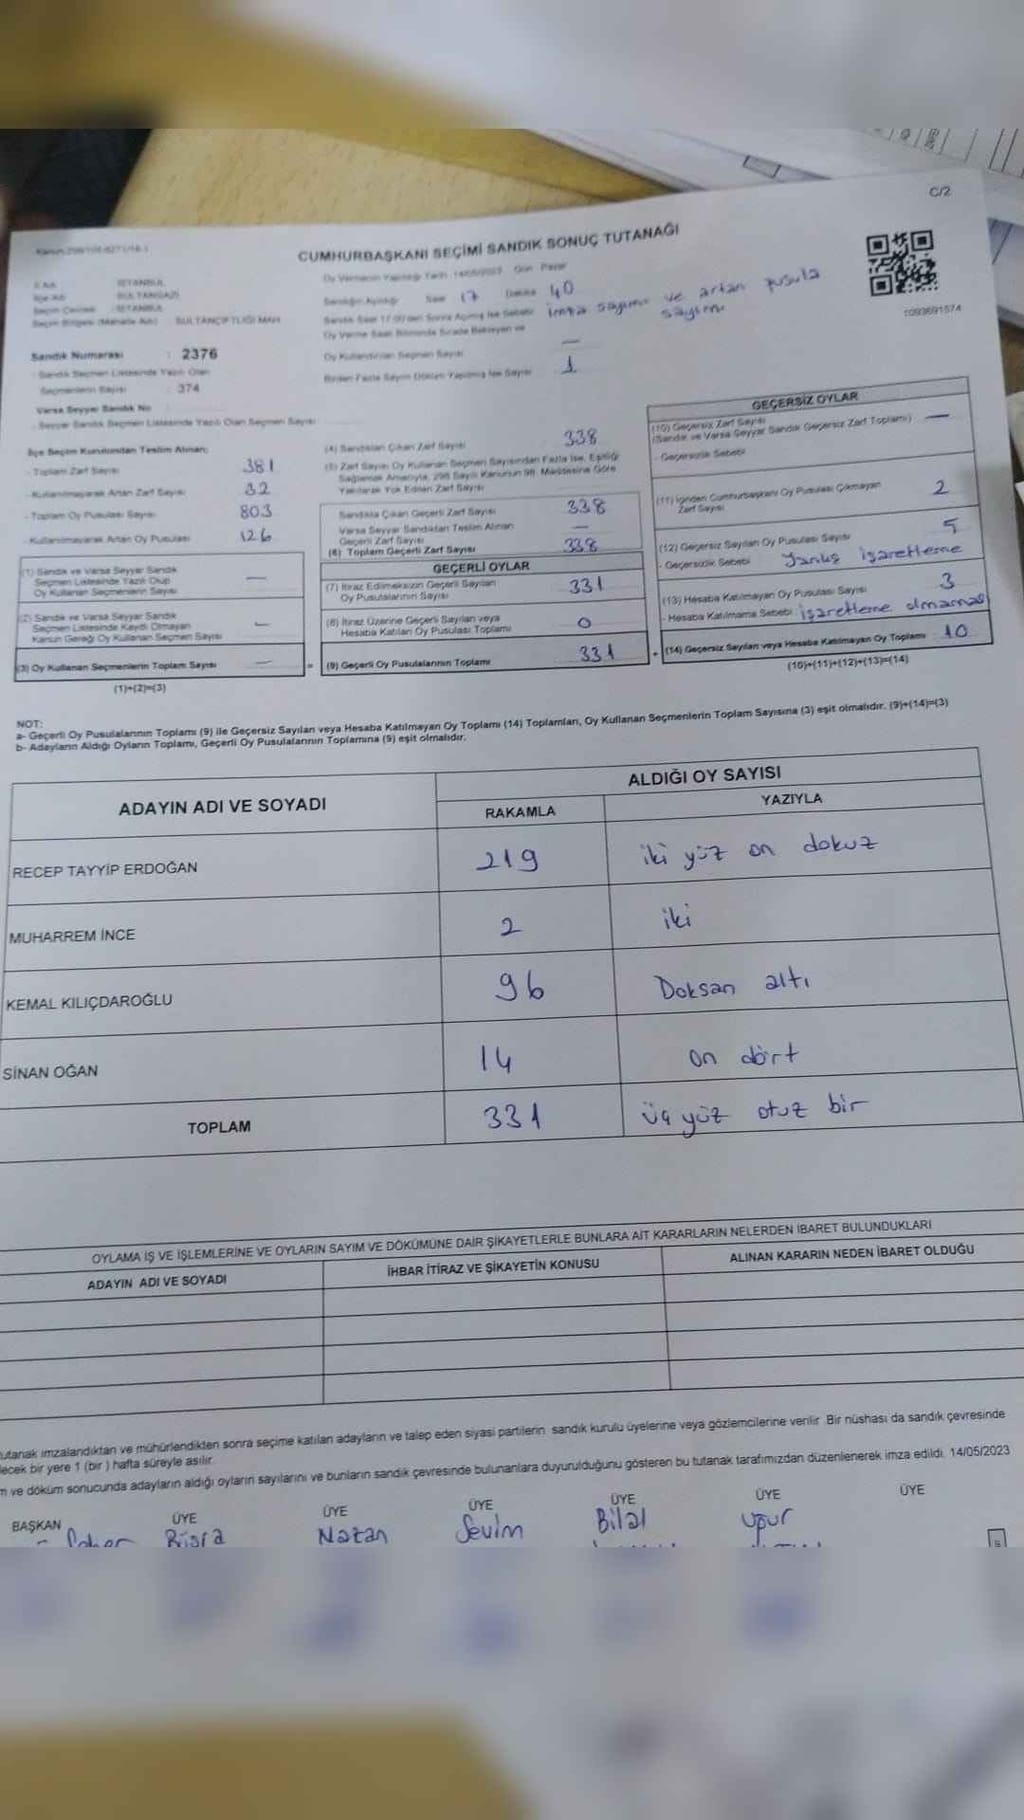 C/2
CUMHURBAŞKANI SEÇİMİ SANDIK SONUÇ TUTANAĞI
İSTANBUL
Oy Vermenin Yapıldığı Tarih 14/05/2023 Gün Pazar
İlçe Adı SULTANGAZİ
Sandığın Açıldığı Saat 17 Dakika 40
Seçim Çevresi İSTANBUL
Sandık Saat 17:00'den Sonra Açılmış İse Sebebi imza sayımı ve artan pusula sayımı
1093691574
Seçim Bölgesi (Mahalle Adı) SULTANÇİFTLİĞİ MAH.
Oy Verme Saati Bitiminde Sırada Bekleyen ve
Oy Kullandırılan Seçmen Sayısı —
Sandık Numarası : 2376
Birden Fazla Sayım Döküm Yapılmış İse Sayısı 1
Sandık Seçmen Listesinde Yazılı Olan
Seçmenlerin Sayısı : 374
Varsa Seyyar Sandık No
Seyyar Sandık Seçmen Listesinde Yazılı Olan Seçmen Sayısı
İlçe Seçim Kurulundan Teslim Alınan;
- Toplam Zarf Sayısı 381
- Kullanılmayarak Artan Zarf Sayısı 32
- Toplam Oy Pusulası Sayısı 803
- Kullanılmayarak Artan Oy Pusulası 126
(1) Sandık ve Varsa Seyyar Sandık
Seçmen Listesinde Yazılı Olup
Oy Kullanan Seçmenlerin Sayısı —
(2) Sandık ve Varsa Seyyar Sandık
Seçmen Listesinde Kaydı Olmayan
Kanun Gereği Oy Kullanan Seçmen Sayısı —
(3) Oy Kullanan Seçmenlerin Toplam Sayısı —
(1)+(2)=(3)
(4) Sandıktan Çıkan Zarf Sayısı 338
(5) Zarf Sayısı Oy Kullanan Seçmen Sayısından Fazla İse, Eşitliği
Sağlamak Amacıyla, 298 Sayılı Kanunun 98. Maddesine Göre
Yakılarak Yok Edilen Zarf Sayısı
Sandıkta Çıkan Geçerli Zarf Sayısı 338
Varsa Seyyar Sandıktan Teslim Alınan
Geçerli Zarf Sayısı —
(6) Toplam Geçerli Zarf Sayısı 338
GEÇERLİ OYLAR
(7) İtiraz Edilmeksizin Geçerli Sayılan
Oy Pusulalarının Sayısı 331
(8) İtiraz Üzerine Geçerli Sayılan veya
Hesaba Katılan Oy Pusulası Toplamı 0
= (9) Geçerli Oy Pusulalarının Toplamı 331
GEÇERSİZ OYLAR
(10) Geçersiz Zarf Sayısı
(Sandık ve Varsa Seyyar Sandık Geçersiz Zarf Toplamı) —
- Geçersizlik Sebebi
(11) İçinden Cumhurbaşkanı Oy Pusulası Çıkmayan
Zarf Sayısı 2
(12) Geçersiz Sayılan Oy Pusulası Sayısı 5
- Geçersizlik Sebebi Yanlış işaretleme
(13) Hesaba Katılmayan Oy Pusulası Sayısı 3
- Hesaba Katılmama Sebebi işaretleme olmaması
+ (14) Geçersiz Sayılan veya Hesaba Katılmayan Oy Toplamı 10
(10)+(11)+(12)+(13)=(14)
NOT:
a- Geçerli Oy Pusulalarının Toplamı (9) ile Geçersiz Sayılan veya Hesaba Katılmayan Oy Toplamı (14) Toplamları, Oy Kullanan Seçmenlerin Toplam Sayısına (3) eşit olmalıdır. (9)+(14)=(3)
b- Adayların Aldığı Oyların Toplamı, Geçerli Oy Pusulalarının Toplamına (9) eşit olmalıdır.
ADAYIN ADI VE SOYADI
ALDIĞI OY SAYISI
RAKAMLA YAZIYLA
RECEP TAYYİP ERDOĞAN 219 iki yüz on dokuz
MUHARREM İNCE 2 iki
KEMAL KILIÇDAROĞLU 96 Doksan altı
SİNAN OĞAN 14 on dört
TOPLAM 331 üç yüz otuz bir
OYLAMA İŞ VE İŞLEMLERİNE VE OYLARIN SAYIM VE DÖKÜMÜNE DAİR ŞİKAYETLERLE BUNLARA AİT KARARLARIN NELERDEN İBARET BULUNDUKLARI
ADAYIN ADI VE SOYADI İHBAR İTİRAZ VE ŞİKAYETİN KONUSU ALINAN KARARIN NEDEN İBARET OLDUĞU
utanak imzalandıktan ve mühürlendikten sonra seçime katılan adayların ve talep eden siyasi partilerin sandık kurulu üyelerine veya gözlemcilerine verilir Bir nüshası da sandık çevresinde
lecek bir yere 1 (bir ) hafta süreyle asılır.
m ve döküm sonucunda adayların aldığı oyların sayılarını ve bunların sandık çevresinde bulunanlara duyurulduğunu gösteren bu tutanak tarafımızdan düzenlenerek imza edildi. 14/05/2023
BAŞKAN ÜYE ÜYE ÜYE ÜYE ÜYE ÜYE
Büşra Nazan Sevim Bilal Uğur